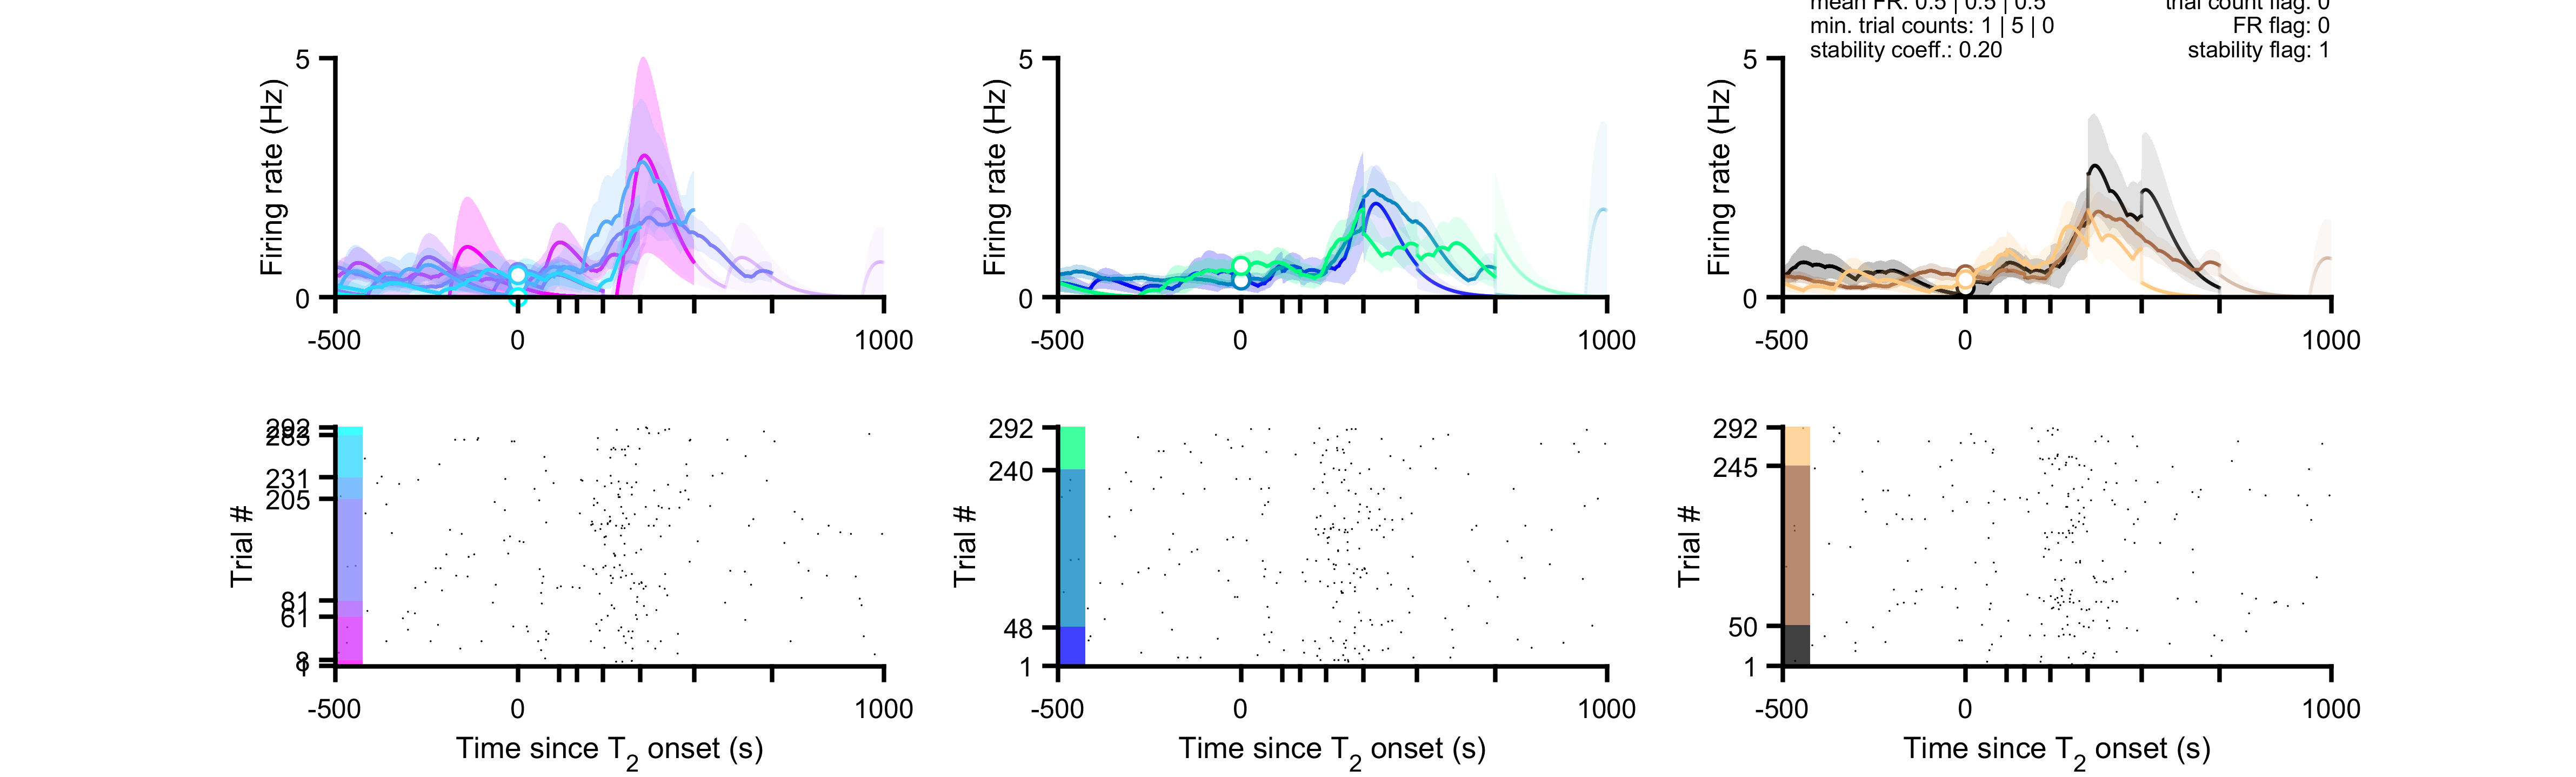 mean FR: 0.5 | 0.5 | 0.5 trial count flag: 0
min. trial counts: 1 | 5 | 0 FR flag: 0
stability coeff.: 0.20 stability flag: 1
5 5 5
Firing rate (Hz) Firing rate (Hz) Firing rate (Hz)
0 0 0
-500 0 1000 -500 0 1000 -500 0 1000
292 292 292
283 240 245
231
205
Trial # Trial # Trial #
81
61 48 50
8 1 1
-500 0 1000 -500 0 1000 -500 0 1000
Time since T2 onset (s) Time since T2 onset (s) Time since T2 onset (s)